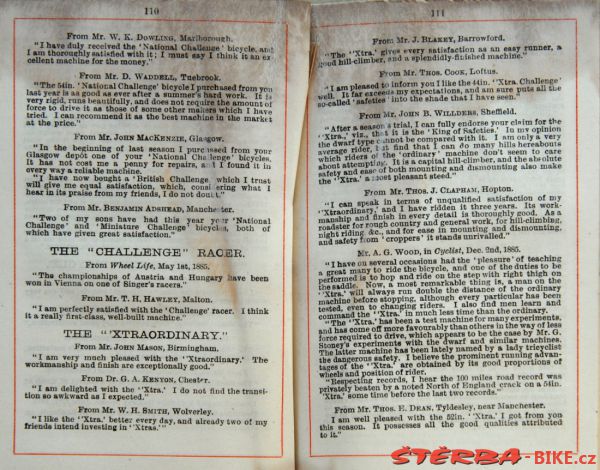 110
From Mr. W. K. DOWLING, Marlborough.
"I have duly received the 'National Challenge' bicycle, and
I am thoroughly satisfied with it; I must say I think it an ex-
cellent machine for the money."
From Mr. D. WADDELL, Tuebrook.
"The 54in. 'National Challenge' bicycle I purchased from you
last year is as good as ever after a summer's hard work. It is
very rigid, runs beautifully, and does not require the amount of
force to drive it as those of some other makers which I have
tried. I can recommend it as the best machine in the market
at the price."
From Mr. JOHN MACKENZIE, Glasgow.
"In the beginning of last season I purchased from your
Glasgow depôt one of your 'National Challenge' bicycles.
It has not cost me a penny for repairs, and I found it in
every way a reliable machine.
"I have now bought a 'British Challenge,' which I trust
will give me equal satisfaction, which, considering what I
hear in its praise from my friends, I do not doubt."
From Mr. BENJAMIN ADSHEAD, Manchester.
"Two of my sons have had this year your 'National
Challenge' and 'Miniature Challenge' bicycles, both of
which have given great satisfaction."
THE "CHALLENGE" RACER.
From Wheel Life, May 1st, 1885.
"The championships of Austria and Hungary have been
won in Vienna on one of Singer's racers."
From Mr. T. H. HAWLEY, Malton.
"I am perfectly satisfied with the 'Challenge' racer. I think
it a really first-class, well-built machine."
THE "'XTRAORDINARY."
From Mr. JOHN MASON, Birmingham.
"I am very much pleased with the 'Xtraordinary.' The
workmanship and finish are exceptionally good."
From Dr. G. A. KENYON, Chester.
"I am delighted with the 'Xtra.' I do not find the transi-
tion so awkward as I expected."
From Mr. W. H. SMITH, Wolverley.
"I like the ''Xtra.' better every day, and already two of my
friends intend investing in ''Xtras.'"
111
From Mr. J. BLAKEY, Barrowford.
"The ''Xtra.' gives every satisfaction as an easy runner, a
good hill-climber, and a splendidly-finished machine."
From Mr. THOS. COOK, Loftus.
"I am pleased to inform you I like the 44in. ''Xtra. Challenge'
well. It far exceeds my expectations, and am sure puts all the
so-called 'safeties' into the shade that I have seen."
From Mr. JOHN B. WILLDERS, Sheffield.
"After a season's trial, I can fully endorse your claim for the
''Xtra.,' viz., that it is the 'King of Safeties.' In my opinion
the dwarf type cannot be compared with it. I am only a very
average rider, but find that I can do many hills hereabouts
which riders of the 'ordinary' machine don't seem to care
about attempting. It is a capital hill-climber, and the absolute
safety and ease of both mounting and dismounting also make
the 'Xtra.' a most pleasant steed."
From Mr. THOS. J. CLAPHAM, Hopton.
"I can speak in terms of unqualified satisfaction of my
''Xtraordinary,' and I have ridden it three years. Its work-
manship and finish in every detail is thoroughly good. As a
roadster for rough country and general work, for hill-climbing,
night riding &c., and for ease in mounting and dismounting,
and safety from 'croppers' it stands unrivalled."
Mr. A. G. WOOD, in Cyclist, Dec. 2nd, 1885.
"I have on several occasions had the 'pleasure' of teaching
a great many to ride the bicycle, and one of the duties to be
performed is to hop and ride on the step with right thigh on
the saddle. Now, a most remarkable thing is, a man on the
''Xtra.' will always run double the distance of the ordinary
machine before stopping, although every particular has been
tested, even to changing riders. I also find men learn and
command the ''Xtra.' in much less time than the ordinary.
"The 'Xtra.' has been a test machine for many experiments,
and has come off more favourably than others in the way of less
force required to drive, which appears to be the case by Mr. G.
Stoney's experiments with the dwarf and similar machines.
The latter machine has been lately named by a lady tricyclist
the dangerous safety. I believe the prominent running advan-
tages of the ''Xtra.' are obtained by its good proportions of
wheels and position of rider.
"Respecting records, I hear the 100 miles road record was
privately beaten by a noted North of England crack on a 54in.
'Xtra.' some time before the last two records."
From Mr. THOS. E. DEAN, Tyldesley, near Manchester.
I am well pleased with the 52in. ''Xtra.' I got from you
this season. It possesses all the good qualities attributed
to it."
STĚRBA-BIKE.cz